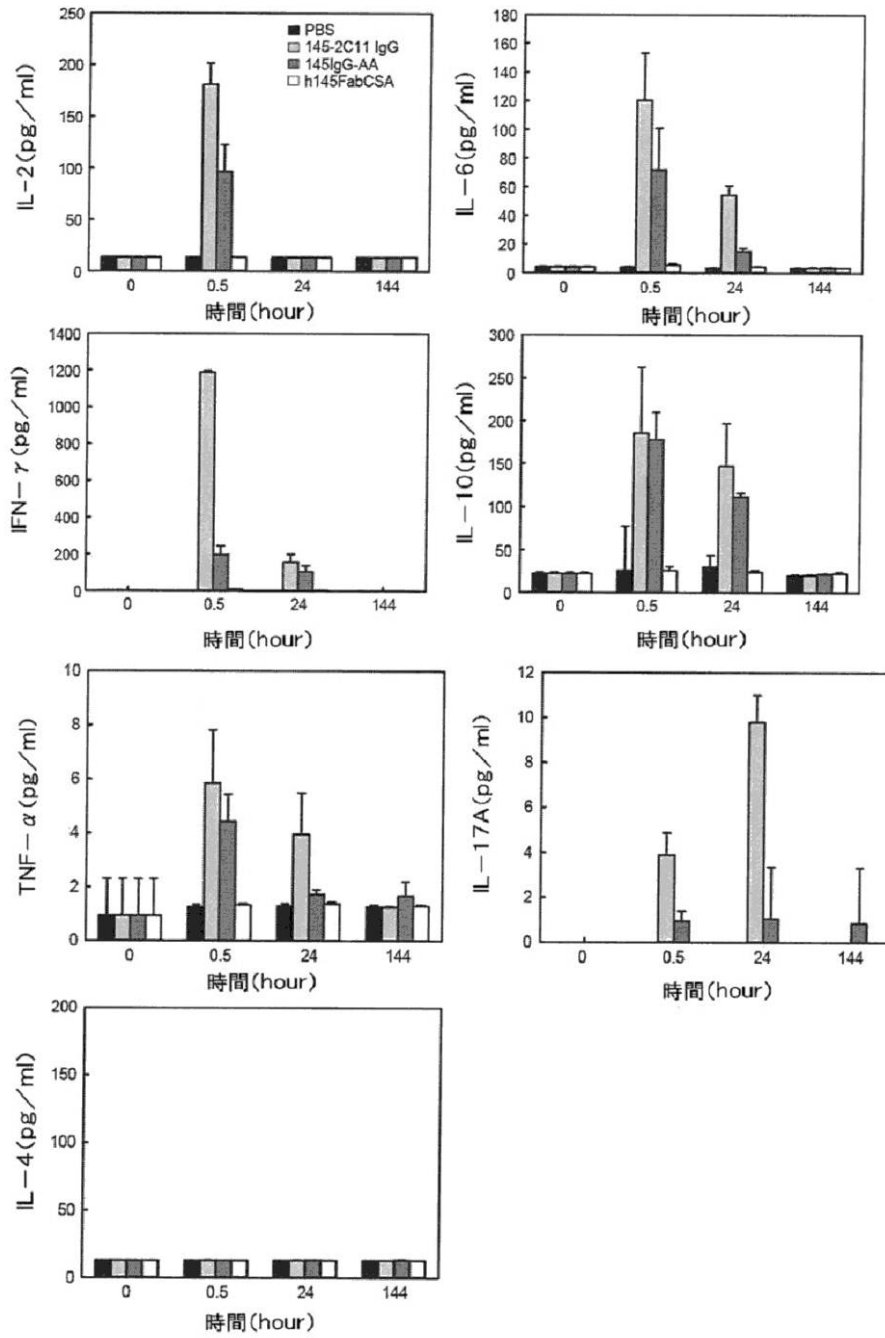 IL-2(pg/ml)
250
200
150
100
50
0
PBS
145-2C11 IgG
145IgG-AA
h145FabCSA
0 0.5 24 144
時間(hour)
IL-6(pg/ml)
180
160
140
120
100
80
60
40
20
0
0 0.5 24 144
時間(hour)
IFN-γ(pg/ml)
1400
1200
1000
800
600
400
200
0
0 0.5 24 144
時間(hour)
IL-10(pg/ml)
300
250
200
150
100
50
0
0 0.5 24 144
時間(hour)
TNF-α(pg/ml)
10
8
6
4
2
0
0 0.5 24 144
時間(hour)
IL-17A(pg/ml)
12
10
8
6
4
2
0
0 0.5 24 144
時間(hour)
IL-4(pg/ml)
200
150
100
50
0
0 0.5 24 144
時間(hour)